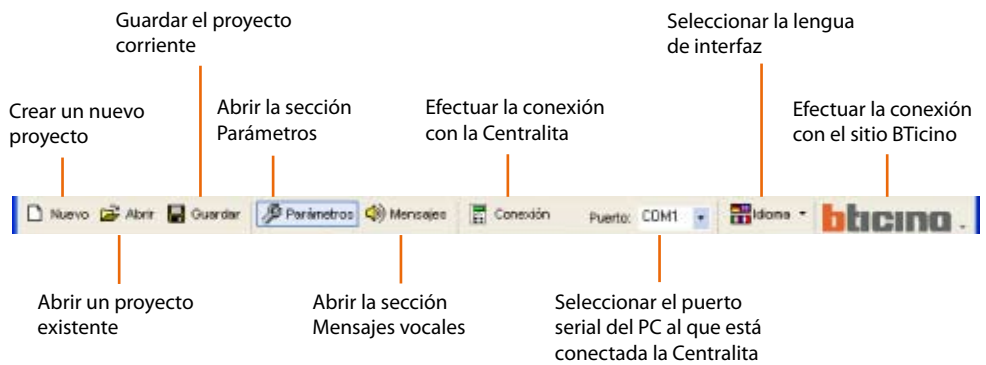 Guardar el proyecto
corriente
Seleccionar la lengua
de interfaz
Crear un nuevo
proyecto
Abrir la sección
Parámetros
Efectuar la conexión
con la Centralita
Efectuar la conexión
con el sitio BTicino
Nuevo Abrir Guardar Parámetros Mensajes Conexión Puerto: COM1 Idioma bticino
Abrir un proyecto
existente
Abrir la sección
Mensajes vocales
Seleccionar el puerto
serial del PC al que está
conectada la Centralita